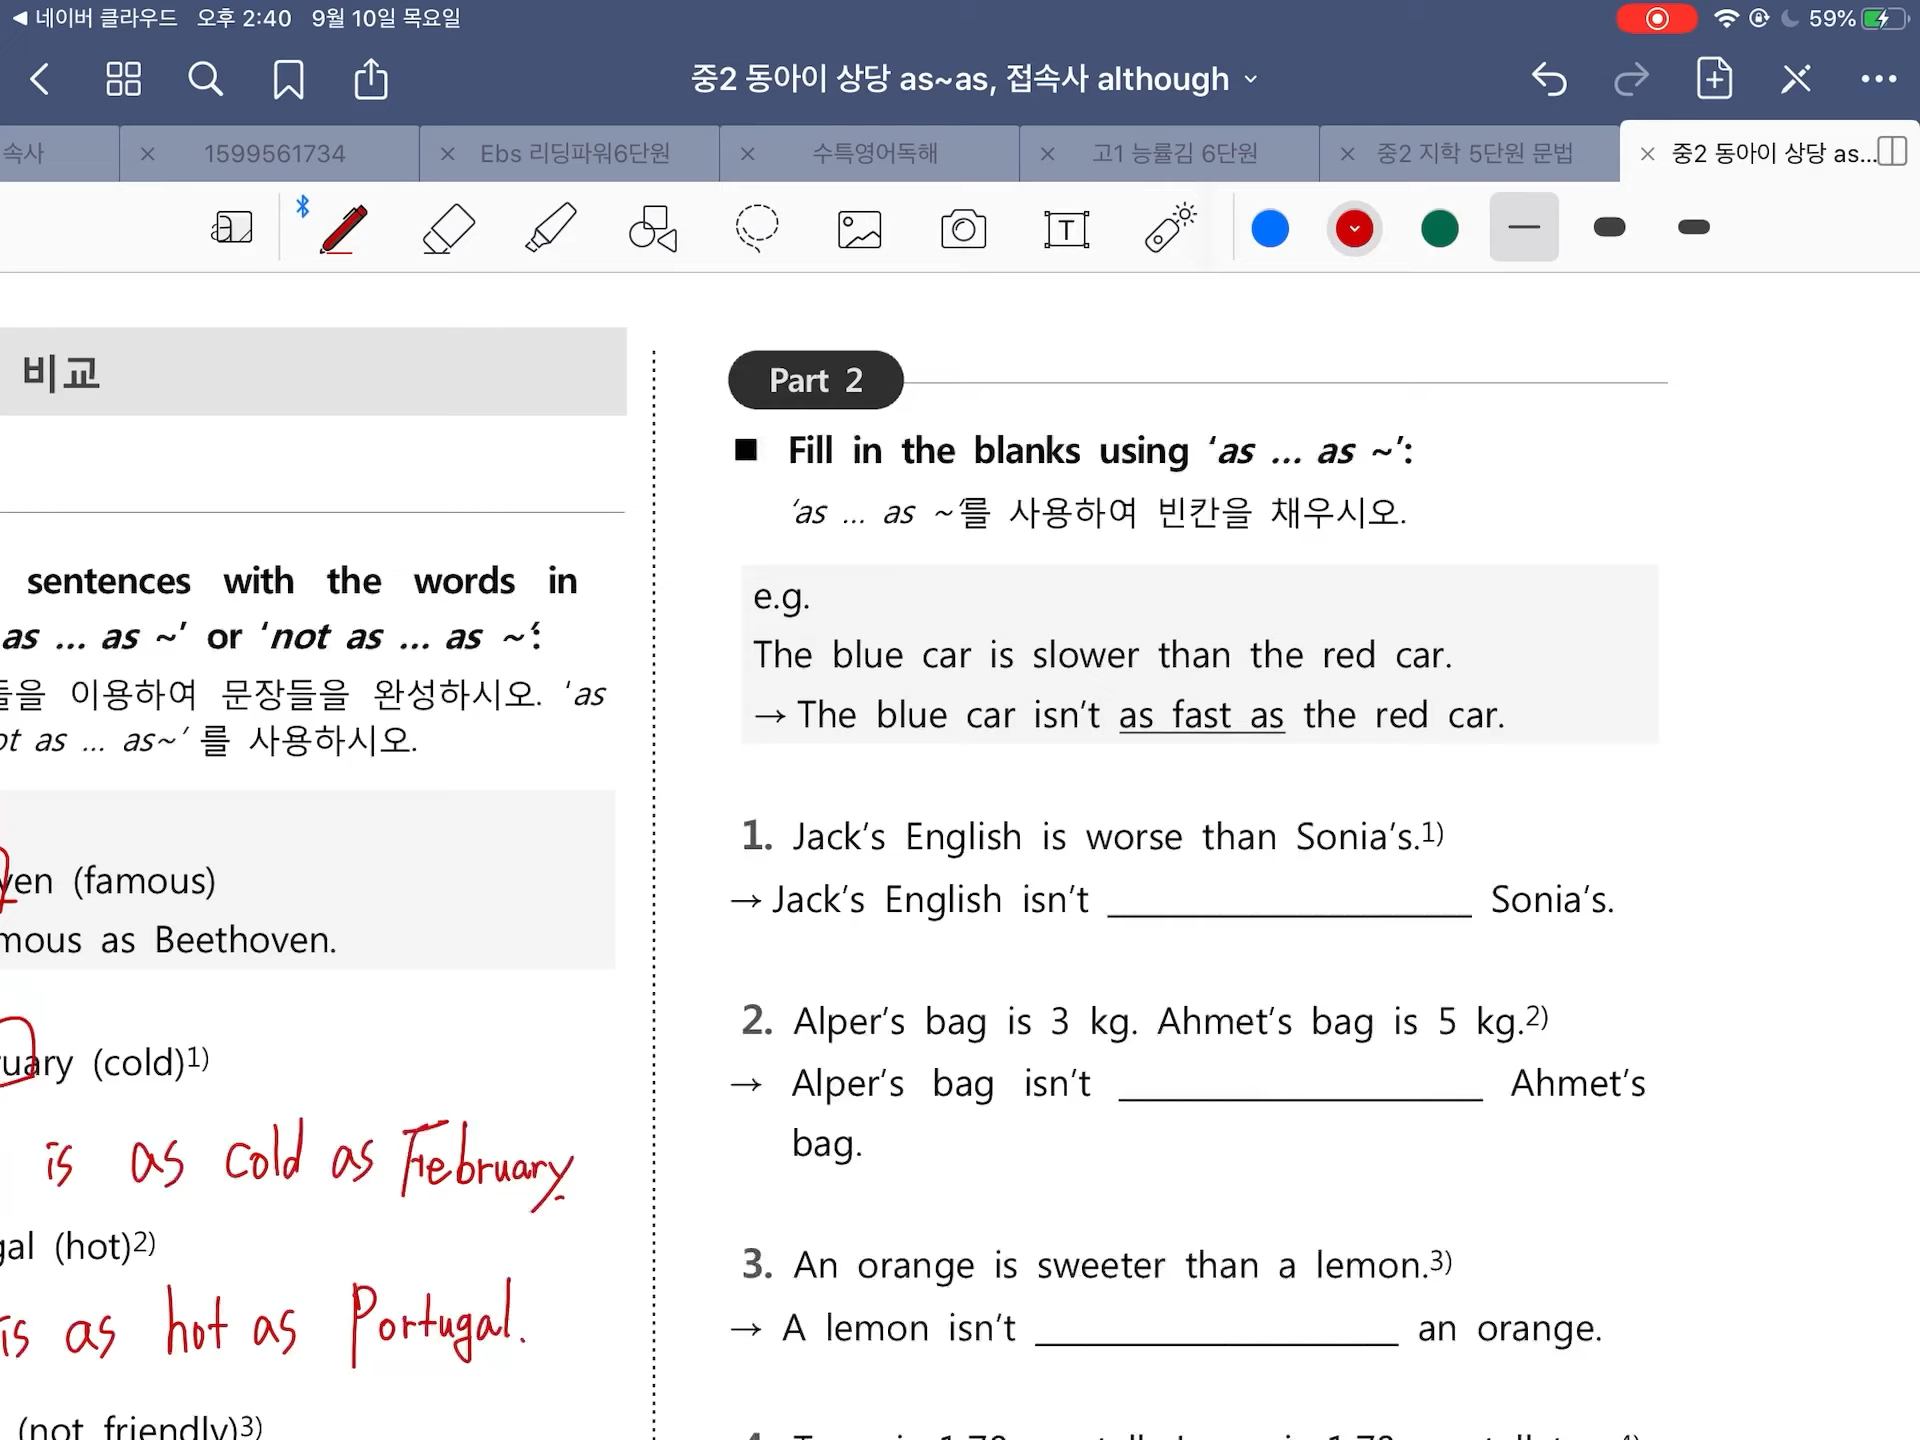 네이버 클라우드 오후 2:40 9월 10일 목요일
59%
중2 동아이 상당 as~as, 접속사 although
속사
1599561734
Ebs 리딩파워6단원
수특영어독해
고1 능률김 6단원
중2 지학 5단원 문법
중2 동아이 상당 as...
비교
sentences with the words in
as ... as ~’ or ‘not as ... as ~‘:
들을 이용하여 문장들을 완성하시오. ‘as
ot as ... as~’ 를 사용하시오.
ven (famous)
mous as Beethoven.
uary (cold)1)
is as cold as February.
gal (hot)2)
is as hot as Portugal.
(not friendly)3)
Part 2
■ Fill in the blanks using ‘as ... as ~’:
‘as ... as ~’를 사용하여 빈칸을 채우시오.
e.g.
The blue car is slower than the red car.
→ The blue car isn’t as fast as the red car.
1. Jack’s English is worse than Sonia’s.1)
→ Jack’s English isn’t ____________ Sonia’s.
2. Alper’s bag is 3 kg. Ahmet’s bag is 5 kg.2)
→ Alper’s bag isn’t ____________ Ahmet’s
bag.
3. An orange is sweeter than a lemon.3)
→ A lemon isn’t ____________ an orange.